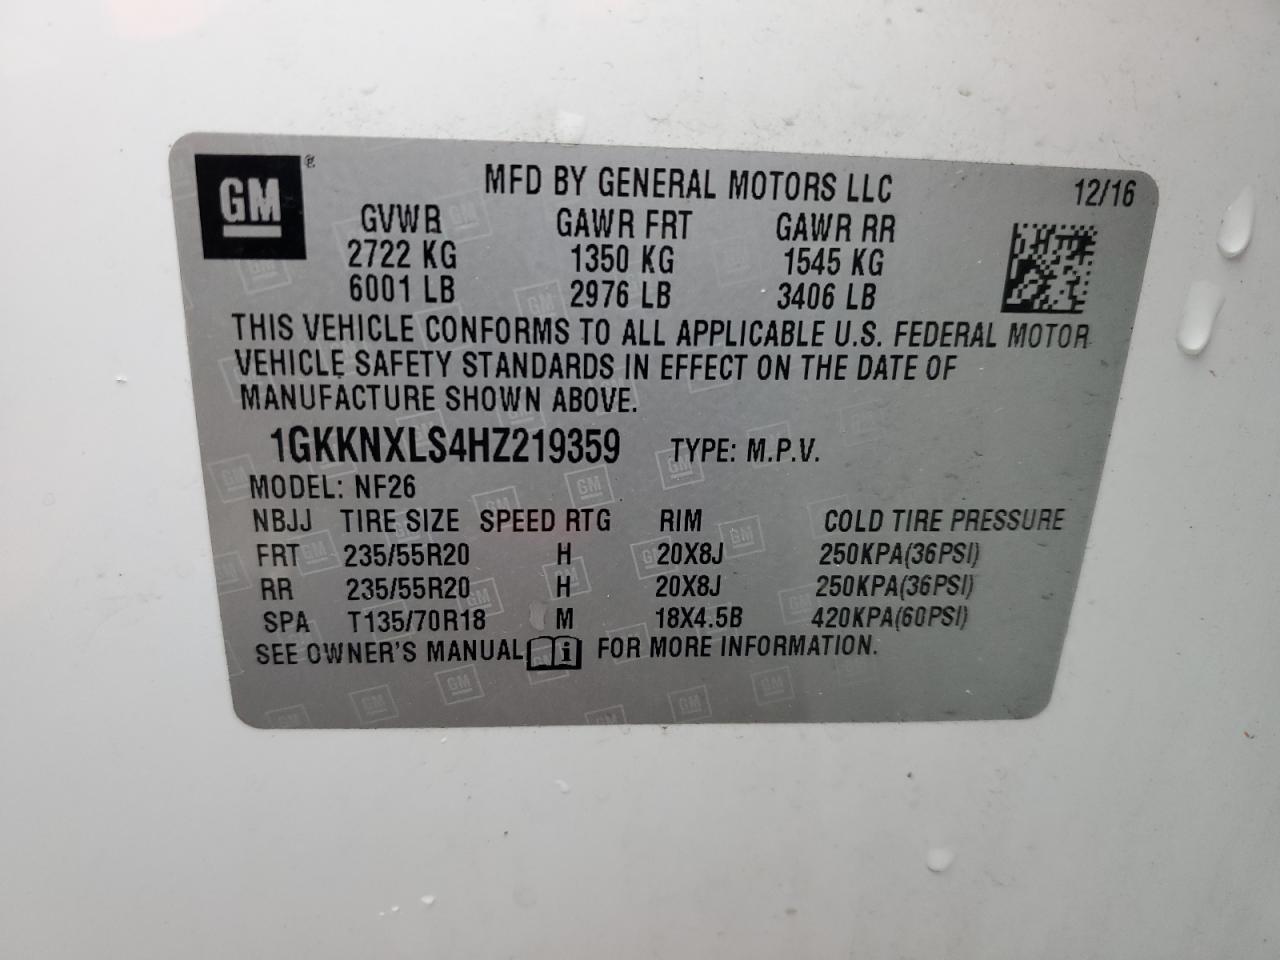 GM ® MFD BY GENERAL MOTORS LLC 12/16
GVWR GAWR FRT GAWR RR
2722 KG 1350 KG 1545 KG
6001 LB 2976 LB 3406 LB
THIS VEHICLE CONFORMS TO ALL APPLICABLE U.S. FEDERAL MOTOR
VEHICLE SAFETY STANDARDS IN EFFECT ON THE DATE OF
MANUFACTURE SHOWN ABOVE.
1GKKNXLS4HZ219359 TYPE: M.P.V.
MODEL: NF26
NBJJ TIRE SIZE SPEED RTG RIM COLD TIRE PRESSURE
FRT 235/55R20 H 20X8J 250KPA(36PSI)
RR 235/55R20 H 20X8J 250KPA(36PSI)
SPA T135/70R18 M 18X4.5B 420KPA(60PSI)
SEE OWNER'S MANUAL i FOR MORE INFORMATION.